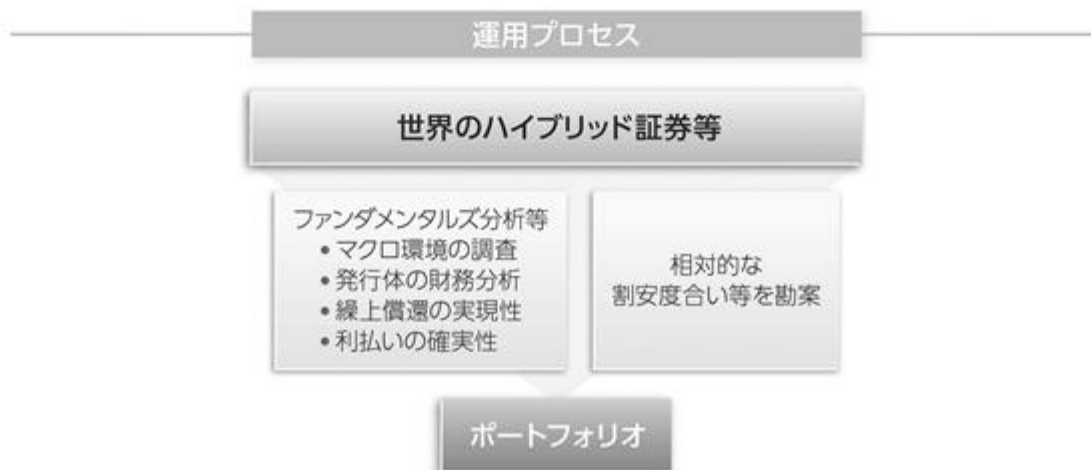 運用プロセス
世界のハイブリッド証券等
ファンダメンタルズ分析等
• マクロ環境の調査
• 発行体の財務分析
• 繰上償還の実現性
• 利払いの確実性
相対的な
割安度合い等を勘案
ポートフォリオ